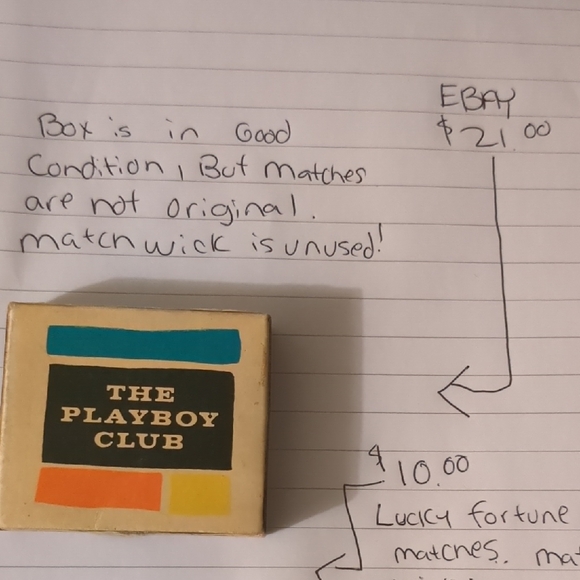 EBAY
$21.00
Box is in Good
Condition, But matches
are not original.
matchwick is unused!
THE
PLAYBOY
CLUB
$10.00
Lucky fortune
matches.